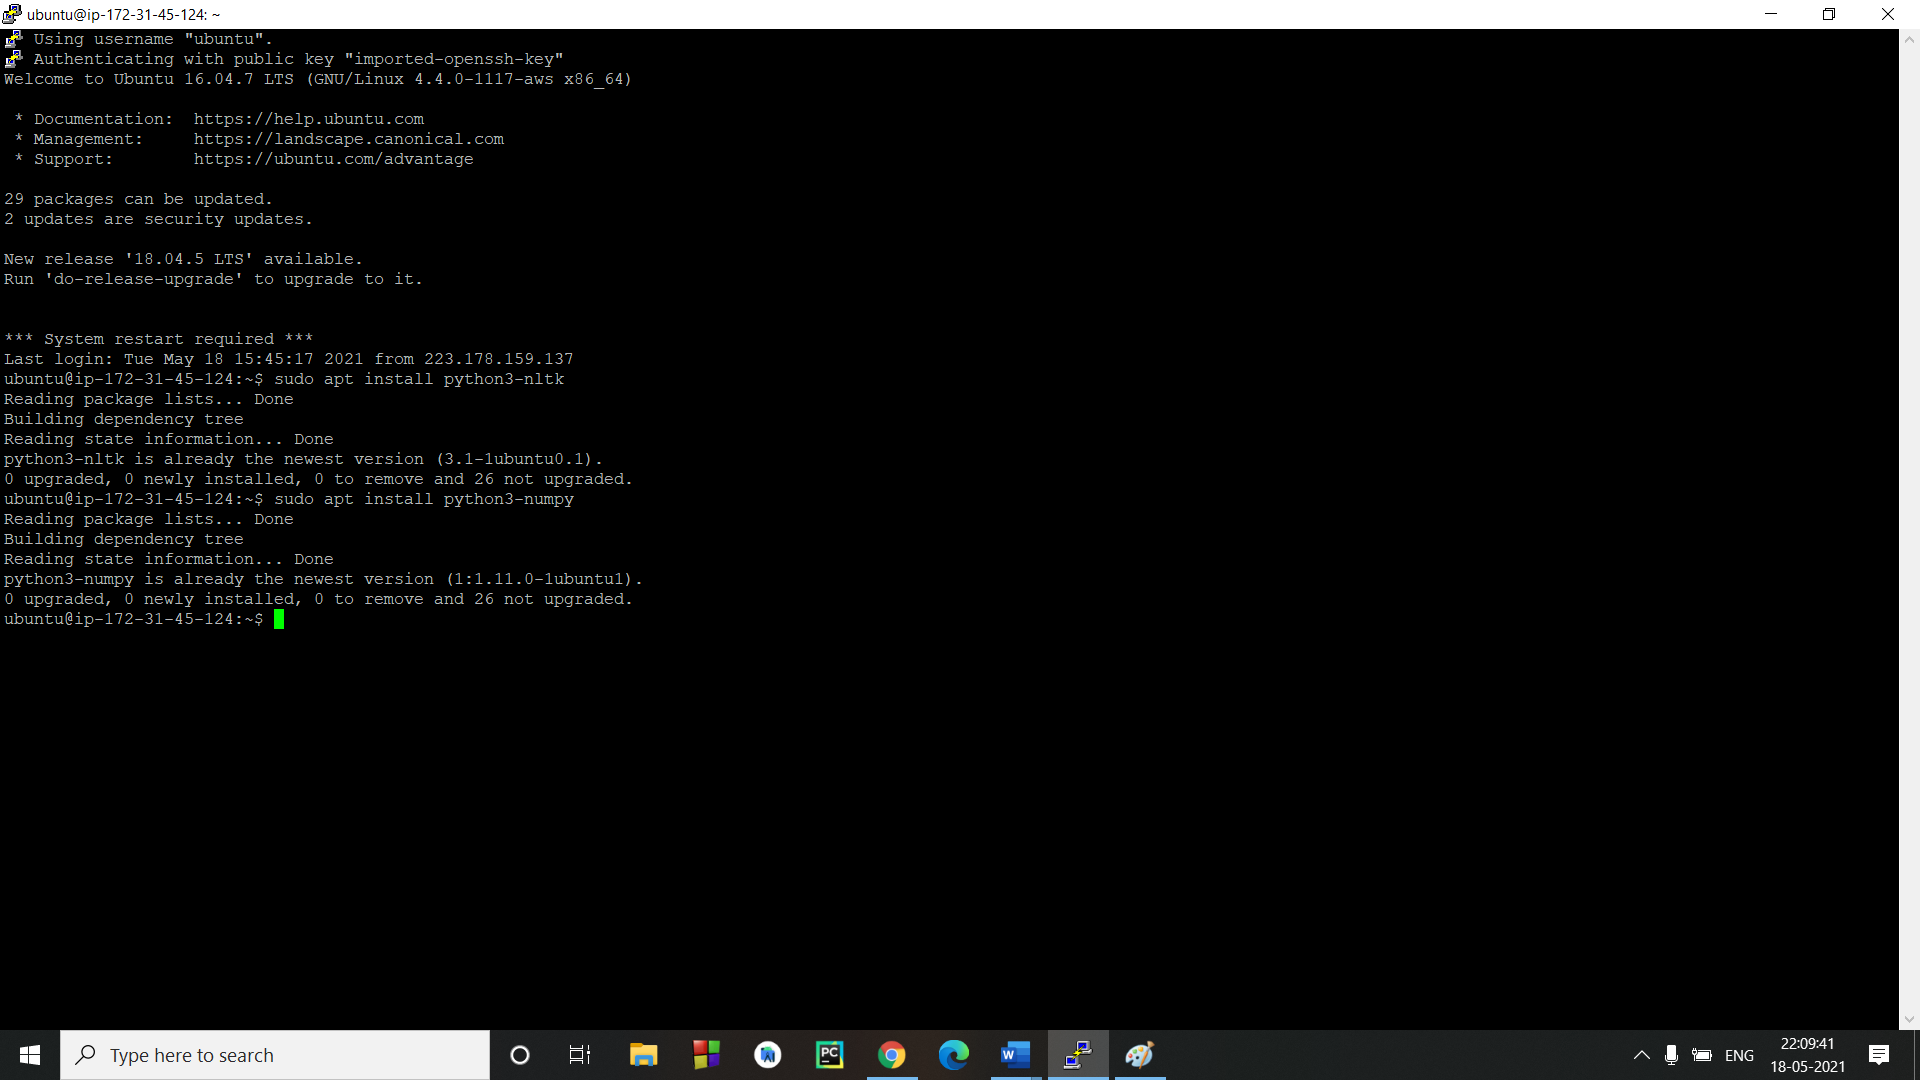 ubuntu@ip-172-31-45-124: ~
Using username "ubuntu".
Authenticating with public key "imported-openssh-key"
Welcome to Ubuntu 16.04.7 LTS (GNU/Linux 4.4.0-1117-aws x86_64)
* Documentation:  https://help.ubuntu.com
* Management:     https://landscape.canonical.com
* Support:        https://ubuntu.com/advantage
29 packages can be updated.
2 updates are security updates.
New release '18.04.5 LTS' available.
Run 'do-release-upgrade' to upgrade to it.
*** System restart required ***
Last login: Tue May 18 15:45:17 2021 from 223.178.159.137
ubuntu@ip-172-31-45-124:~$ sudo apt install python3-nltk
Reading package lists... Done
Building dependency tree
Reading state information... Done
python3-nltk is already the newest version (3.1-1ubuntu0.1).
0 upgraded, 0 newly installed, 0 to remove and 26 not upgraded.
ubuntu@ip-172-31-45-124:~$ sudo apt install python3-numpy
Reading package lists... Done
Building dependency tree
Reading state information... Done
python3-numpy is already the newest version (1:1.11.0-1ubuntu1).
0 upgraded, 0 newly installed, 0 to remove and 26 not upgraded.
ubuntu@ip-172-31-45-124:~$
Type here to search
PC
W
ENG
22:09:41
18-05-2021